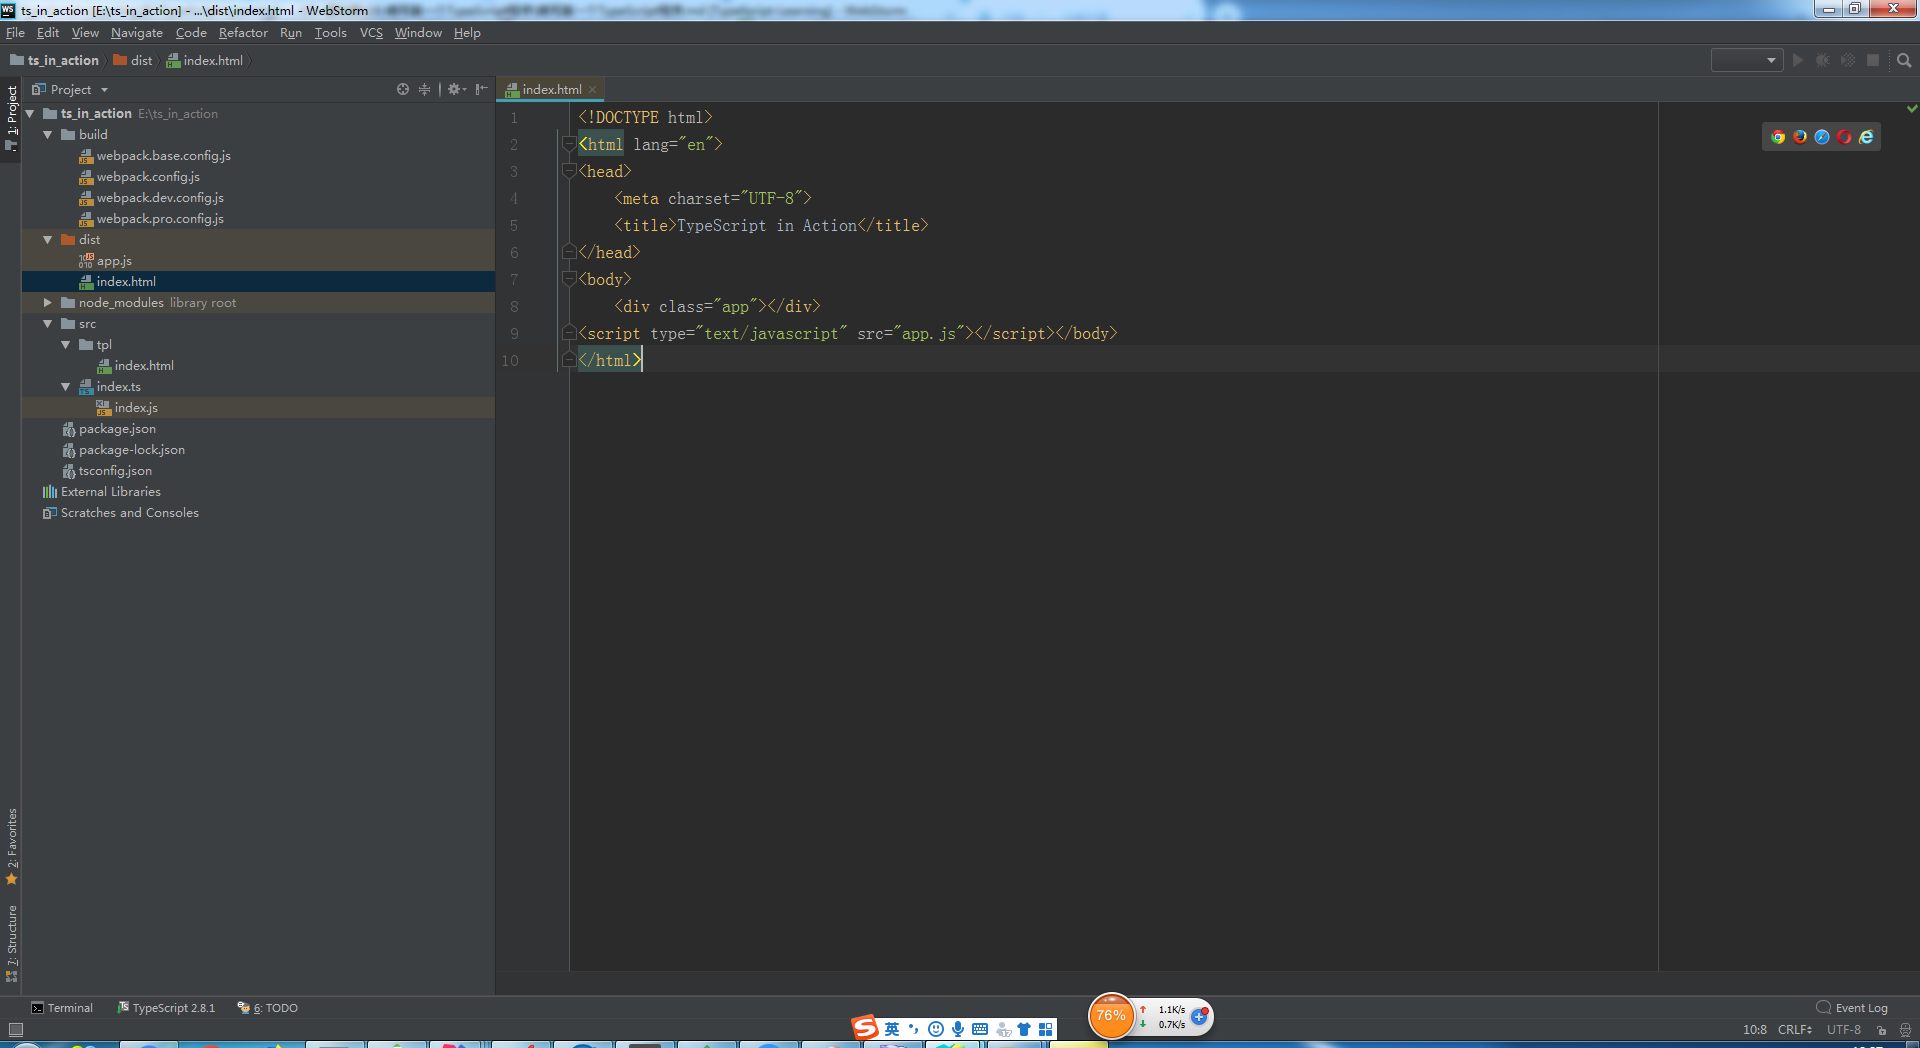 WS ts_in_action [E:\ts_in_action] - ...\dist\index.html - WebStorm
File Edit View Navigate Code Refactor Run Tools VCS Window Help
ts_in_action dist index.html
1: Project
Project
index.html
ts_in_action E:\ts_in_action
build
webpack.base.config.js
webpack.config.js
webpack.dev.config.js
webpack.pro.config.js
dist
app.js
index.html
node_modules library root
src
tpl
index.html
index.ts
index.js
package.json
package-lock.json
tsconfig.json
External Libraries
Scratches and Consoles
1 <!DOCTYPE html>
2 <html lang="en">
3 <head>
4 <meta charset="UTF-8">
5 <title>TypeScript in Action</title>
6 </head>
7 <body>
8 <div class="app"></div>
9 <script type="text/javascript" src="app.js"></script></body>
10 </html>
2: Favorites
7: Structure
Terminal TypeScript 2.8.1 6: TODO
Event Log
76% 1.1K/s
0.7K/s
英
10:8 CRLF UTF-8